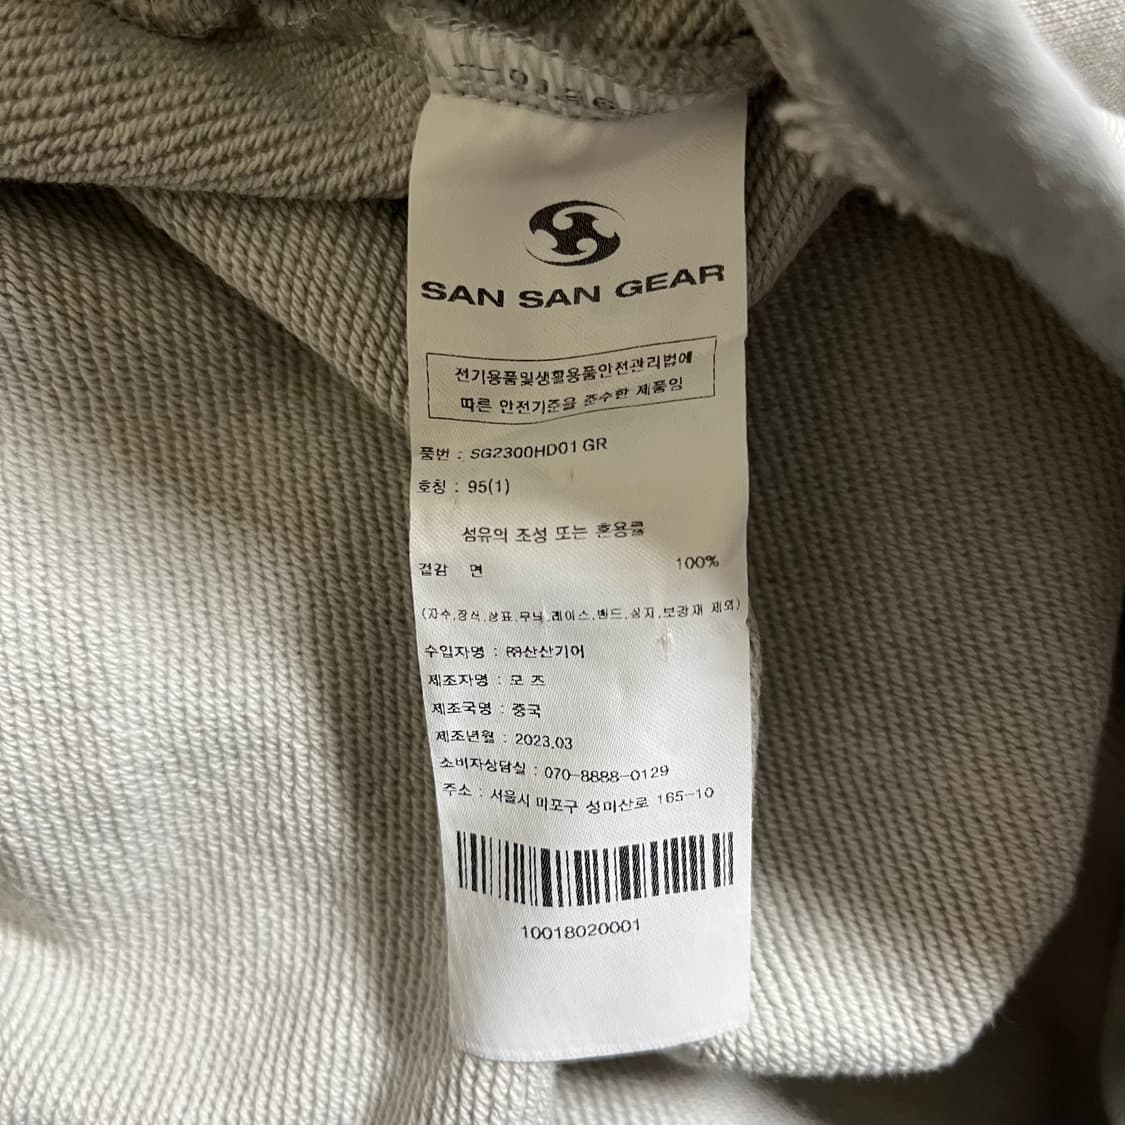 SAN SAN GEAR
전기용품및생활용품안전관리법에
따른 안전기준을 준수한 제품임
품번 : SG2300HD01 GR
호칭 : 95(1)
섬유의 조성 또는 혼용률
겉감 면 100%
(자수,장식,상표,무늬,레이스,밴드,심지,보강재 제외)
수입자명 : ㈜산산기어
제조자명 : 모즈
제조국명 : 중국
제조년월 : 2023.03
소비자상담실 : 070-8888-0129
주소 : 서울시 마포구 성미산로 165-10
10018020001